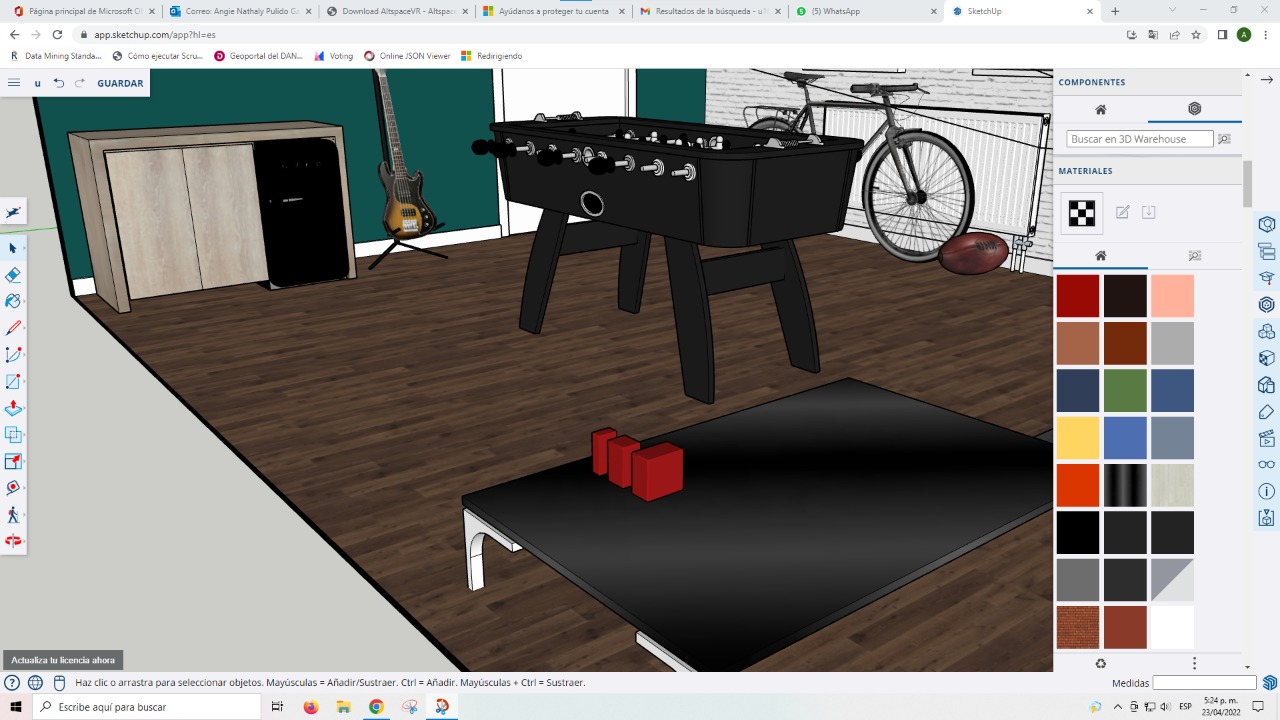 Página principal de Microsoft O
Correo: Angie Nathaly Pulido Go
Download AltspaceVR - Altspac
Ayúdanos a proteger tu cuenta
Resultados de la búsqueda - u1
(5) WhatsApp
SketchUp
app.sketchup.com/app?hl=es
A
Data Mining Standa...
Cómo ejecutar Scru...
Geoportal del DAN...
Voting
Online JSON Viewer
Redirigiendo
u
GUARDAR
COMPONENTES
Buscar en 3D Warehouse
MATERIALES
Actualiza tu licencia ahora
Haz clic o arrastra para seleccionar objetos. Mayúsculas = Añadir/Sustraer. Ctrl = Añadir. Mayúsculas + Ctrl = Sustraer.
Medidas
Escribe aquí para buscar
ESP
5:24 p. m.
23/04/2022